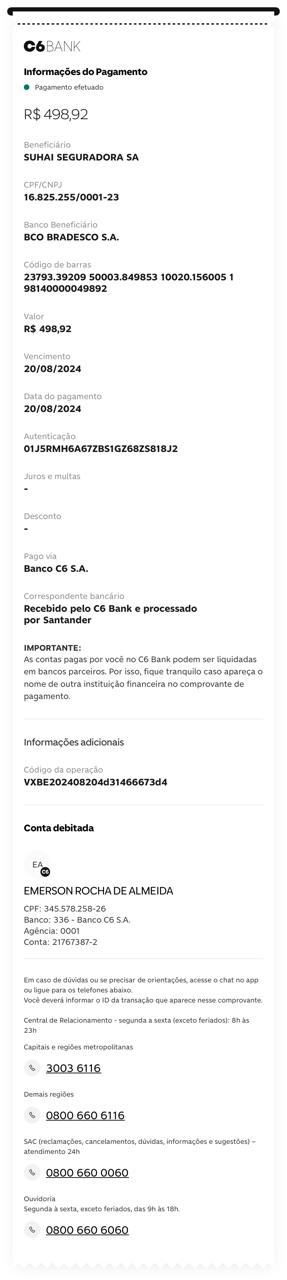 C6BANK
Informações do Pagamento
Pagamento efetuado
R$ 498,92
Beneficiário
SUHAI SEGURADORA SA
CPF/CNPJ
16.825.255/0001-23
Banco Beneficiário
BCO BRADESCO S.A.
Código de barras
23793.39209 50003.849853 10020.156005 1
98140000049892
Valor
R$ 498,92
Vencimento
20/08/2024
Data do pagamento
20/08/2024
Autenticação
01J5RMH6A67ZBS1GZ68ZS818J2
Juros e multas
-
Desconto
-
Pago via
Banco C6 S.A.
Correspondente bancário
Recebido pelo C6 Bank e processado
por Santander
IMPORTANTE:
As contas pagas por você no C6 Bank podem ser liquidadas
em bancos parceiros. Por isso, fique tranquilo caso apareça o
nome de outra instituição financeira no comprovante de
pagamento.
Informações adicionais
Código da operação
VXBE202408204d31466673d4
Conta debitada
EA
C6
EMERSON ROCHA DE ALMEIDA
CPF: 345.578.258-26
Banco: 336 - Banco C6 S.A.
Agência: 0001
Conta: 21767387-2
Em caso de dúvidas ou se precisar de orientações, acesse o chat no app
ou ligue para os telefones abaixo.
Você deverá informar o ID da transação que aparece nesse comprovante.
Central de Relacionamento - segunda a sexta (exceto feriados): 8h às
23h
Capitais e regiões metropolitanas
3003 6116
Demais regiões
0800 660 6116
SAC (reclamações, cancelamentos, dúvidas, informações e sugestões) –
atendimento 24h
0800 660 0060
Ouvidoria
Segunda à sexta, exceto feriados, das 9h às 18h.
0800 660 6060